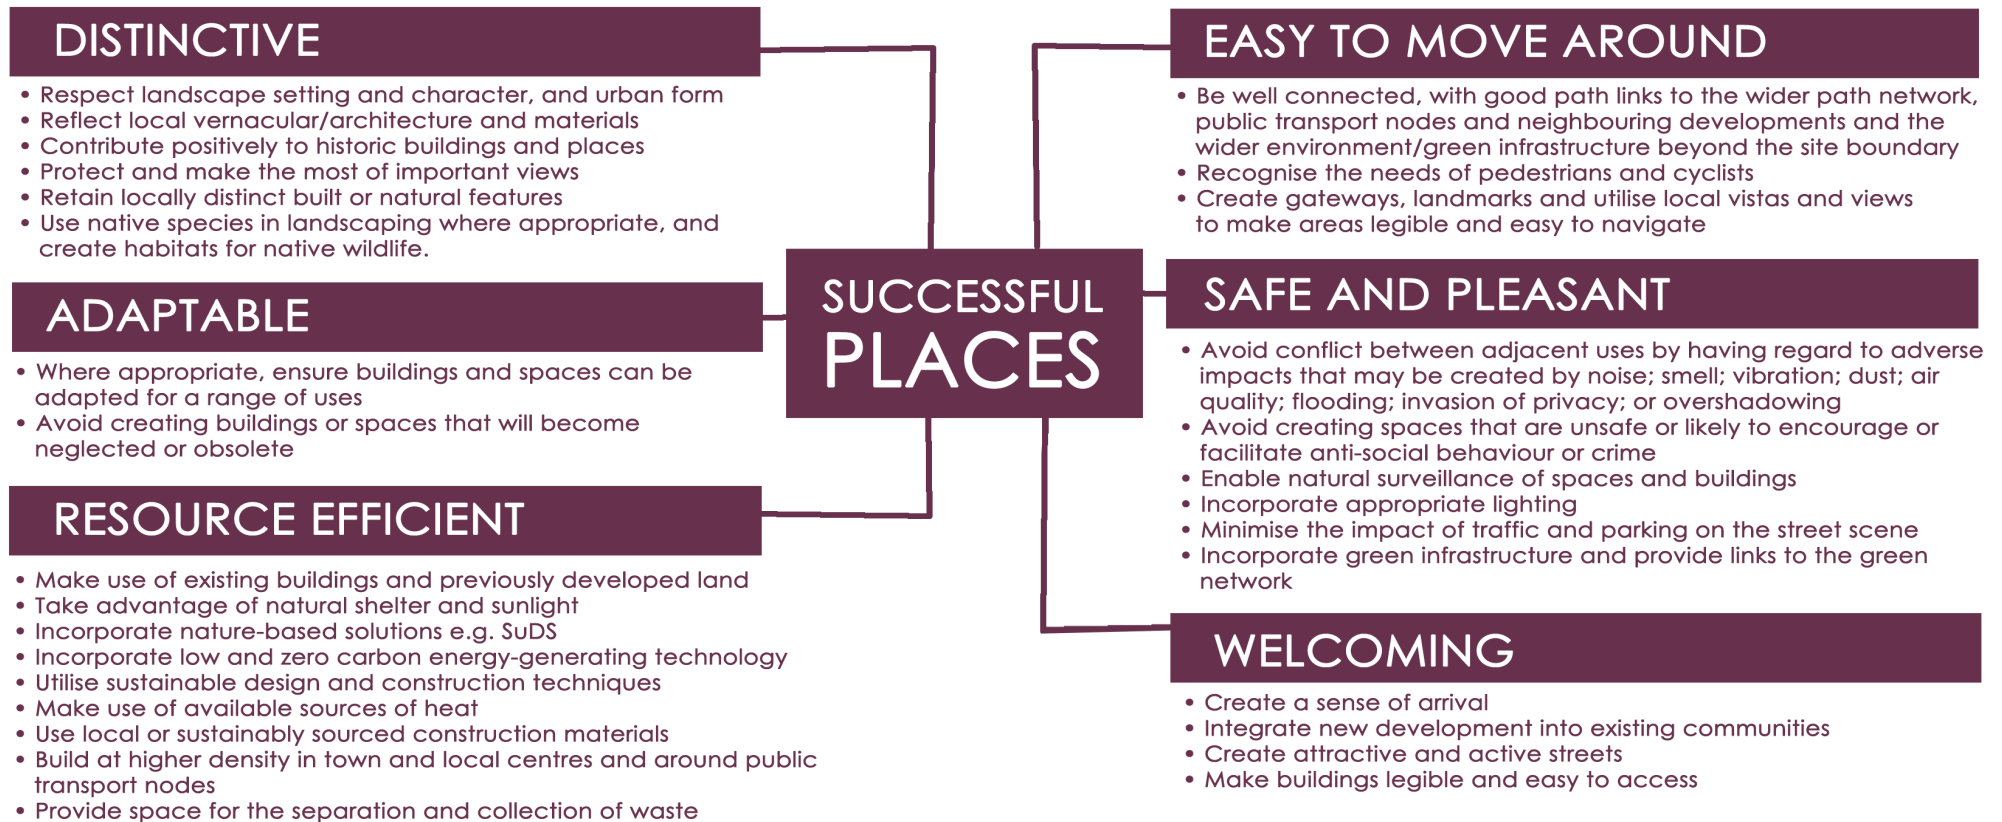 DISTINCTIVE
• Respect landscape setting and character, and urban form
• Reflect local vernacular/architecture and materials
• Contribute positively to historic buildings and places
• Protect and make the most of important views
• Retain locally distinct built or natural features
• Use native species in landscaping where appropriate, and
create habitats for native wildlife.
ADAPTABLE
• Where appropriate, ensure buildings and spaces can be
adapted for a range of uses
• Avoid creating buildings or spaces that will become
neglected or obsolete
RESOURCE EFFICIENT
• Make use of existing buildings and previously developed land
• Take advantage of natural shelter and sunlight
• Incorporate nature-based solutions e.g. SuDS
• Incorporate low and zero carbon energy-generating technology
• Utilise sustainable design and construction techniques
• Make use of available sources of heat
• Use local or sustainably sourced construction materials
• Build at higher density in town and local centres and around public
transport nodes
• Provide space for the separation and collection of waste
SUCCESSFUL
PLACES
EASY TO MOVE AROUND
• Be well connected, with good path links to the wider path network,
public transport nodes and neighbouring developments and the
wider environment/green infrastructure beyond the site boundary
• Recognise the needs of pedestrians and cyclists
• Create gateways, landmarks and utilise local vistas and views
to make areas legible and easy to navigate
SAFE AND PLEASANT
• Avoid conflict between adjacent uses by having regard to adverse
impacts that may be created by noise; smell; vibration; dust; air
quality; flooding; invasion of privacy; or overshadowing
• Avoid creating spaces that are unsafe or likely to encourage or
facilitate anti-social behaviour or crime
• Enable natural surveillance of spaces and buildings
• Incorporate appropriate lighting
• Minimise the impact of traffic and parking on the street scene
• Incorporate green infrastructure and provide links to the green
network
WELCOMING
• Create a sense of arrival
• Integrate new development into existing communities
• Create attractive and active streets
• Make buildings legible and easy to access